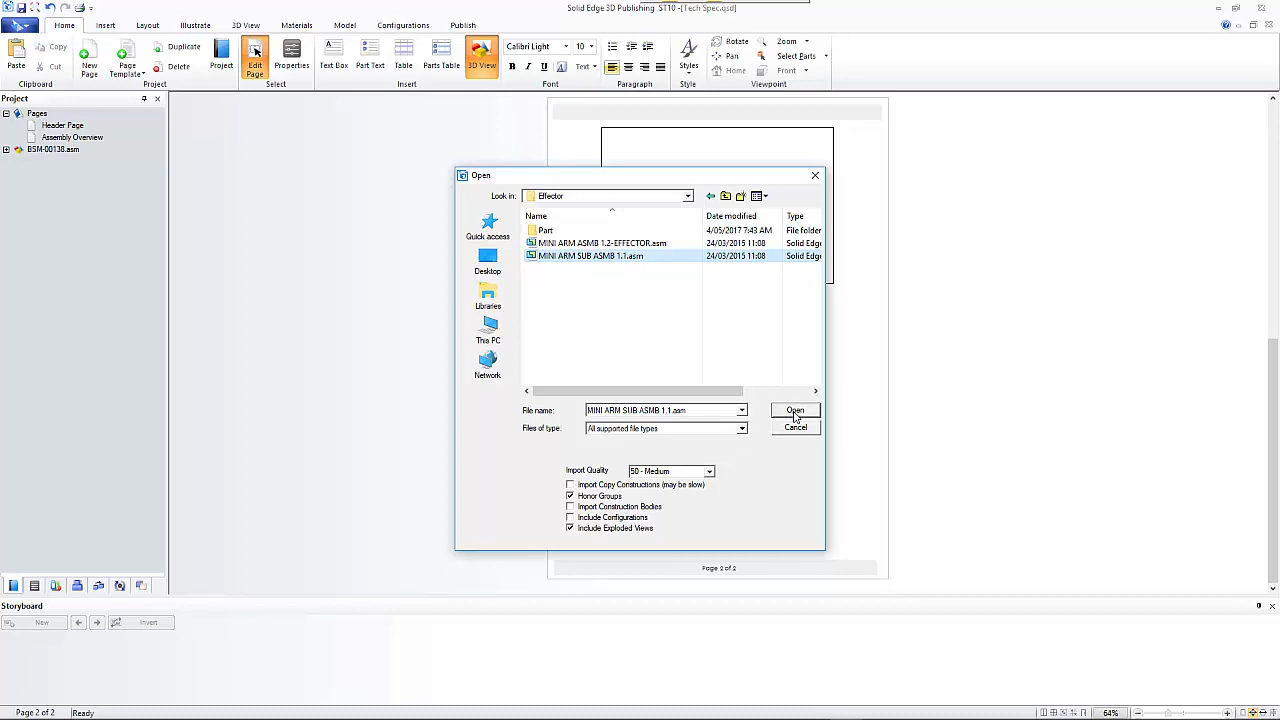 Solid Edge 3D Publishing ST10 -[Tech Spec.qsd]
Home Insert Layout Illustrate 3D View Materials Model Configurations Publish
Paste
Copy
Cut
Clipboard
New Page
Page Template
Duplicate
Delete
Project
Project
Edit Page
Properties
Select
Text Box
Part Text
Table
Parts Table
3D View
Insert
Calibri Light 10
B I U Text
Font
Paragraph
Styles
Style
Rotate Zoom
Pan Select Parts
Home Front
Viewpoint
Project
Pages
Header Page
Assembly Overview
BSM-00138.asm
Open
Look in: Effector
Quick access
Desktop
Libraries
This PC
Network
Name Date modified Type
Part 4/05/2017 7:43 AM File folder
MINI ARM ASMB 1.2-EFFECTOR.asm 24/03/2015 11:08 Solid Edge
MINI ARM SUB ASMB 1.1.asm 24/03/2015 11:08 Solid Edge
File name: MINI ARM SUB ASMB 1.1.asm Open
Files of type: All supported file types Cancel
Import Quality 50 - Medium
Import Copy Constructions (may be slow)
Honor Groups
Import Construction Bodies
Include Configurations
Include Exploded Views
Page 2 of 2
Storyboard
New Invert
Page 2 of 2 Ready 64%